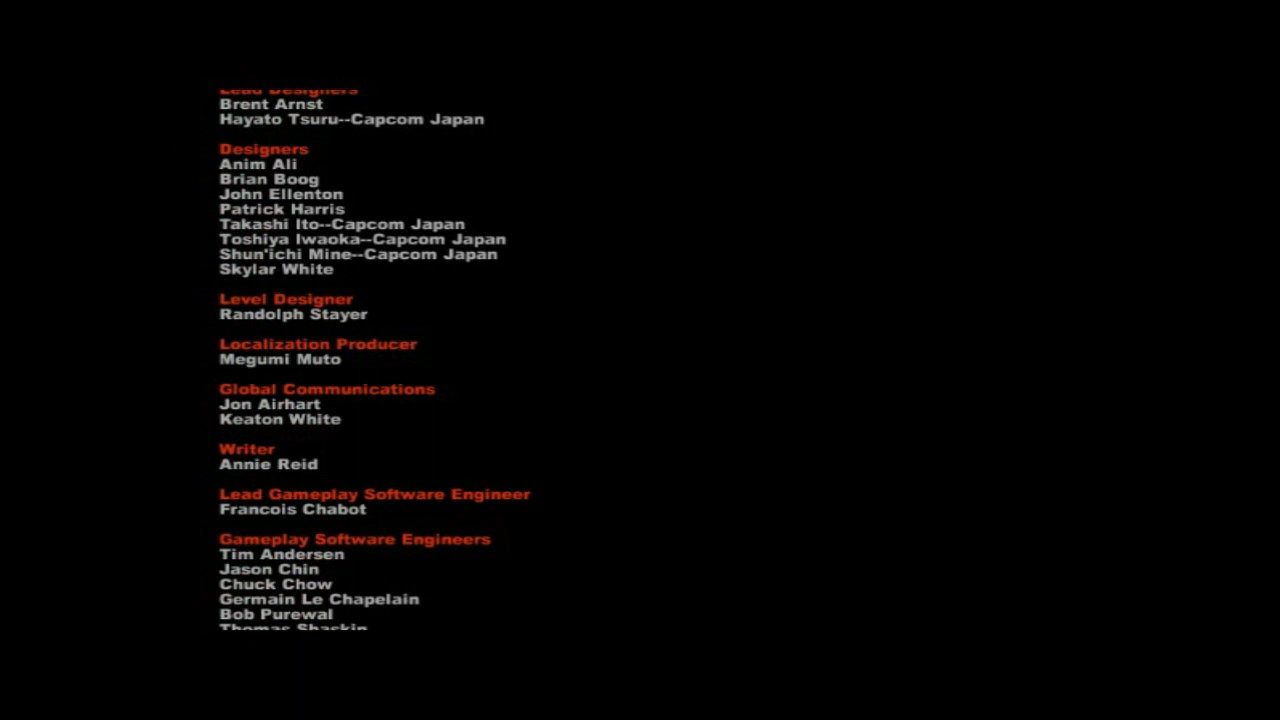 Lead Designers
Brent Arnst
Hayato Tsuru--Capcom Japan
Designers
Anim Ali
Brian Boog
John Ellenton
Patrick Harris
Takashi Ito--Capcom Japan
Toshiya Iwaoka--Capcom Japan
Shun'ichi Mine--Capcom Japan
Skylar White
Level Designer
Randolph Stayer
Localization Producer
Megumi Muto
Global Communications
Jon Airhart
Keaton White
Writer
Annie Reid
Lead Gameplay Software Engineer
Francois Chabot
Gameplay Software Engineers
Tim Andersen
Jason Chin
Chuck Chow
Germain Le Chapelain
Bob Purewal
Thomas